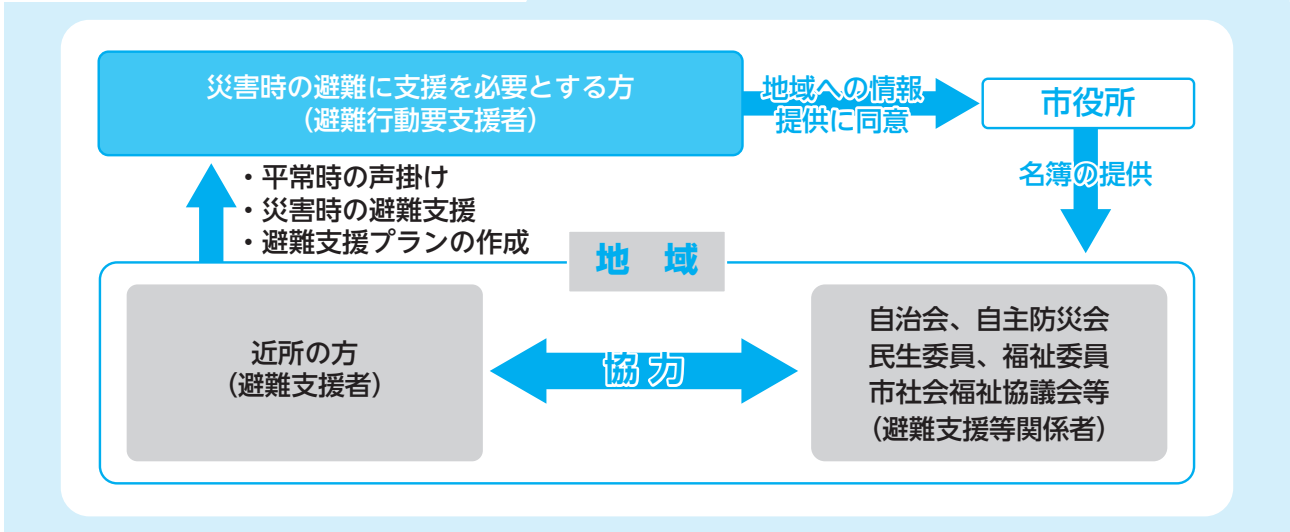 災害時の避難に支援を必要とする方
（避難行動要支援者）
地域への情報
提供に同意
市役所
名簿の提供
・平常時の声掛け
・災害時の避難支援
・避難支援プランの作成
地　域
近所の方
（避難支援者）
協力
自治会、自主防災会
民生委員、福祉委員
市社会福祉協議会等
（避難支援等関係者）